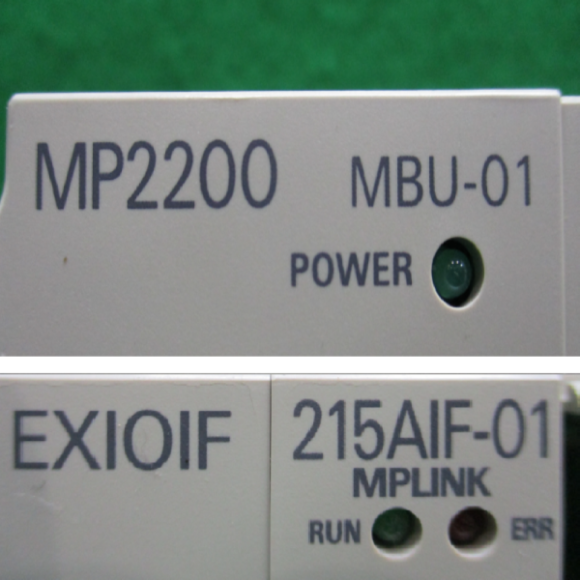 MP2200 MBU-01
POWER
EXIOIF 215AIF-01
MPLINK
RUN ERR